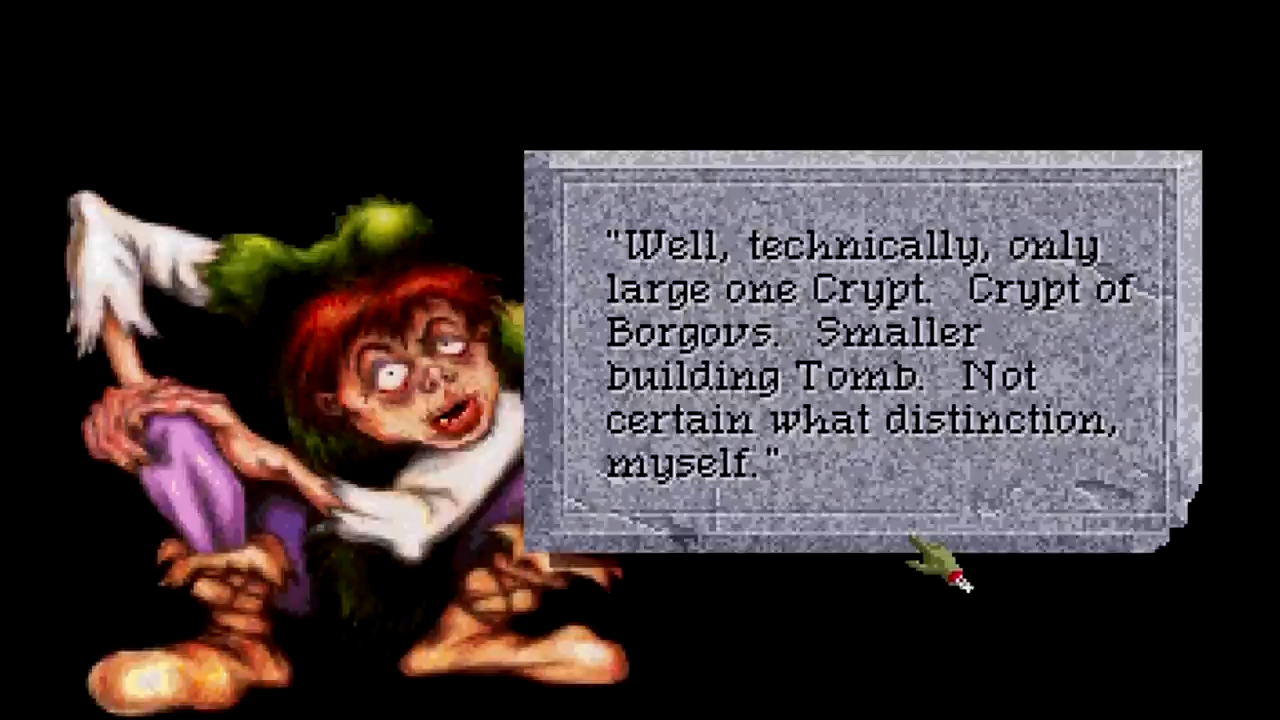 "Well, technically, only
large one Crypt.  Crypt of
Borgovs.  Smaller
building Tomb.  Not
certain what distinction,
myself."